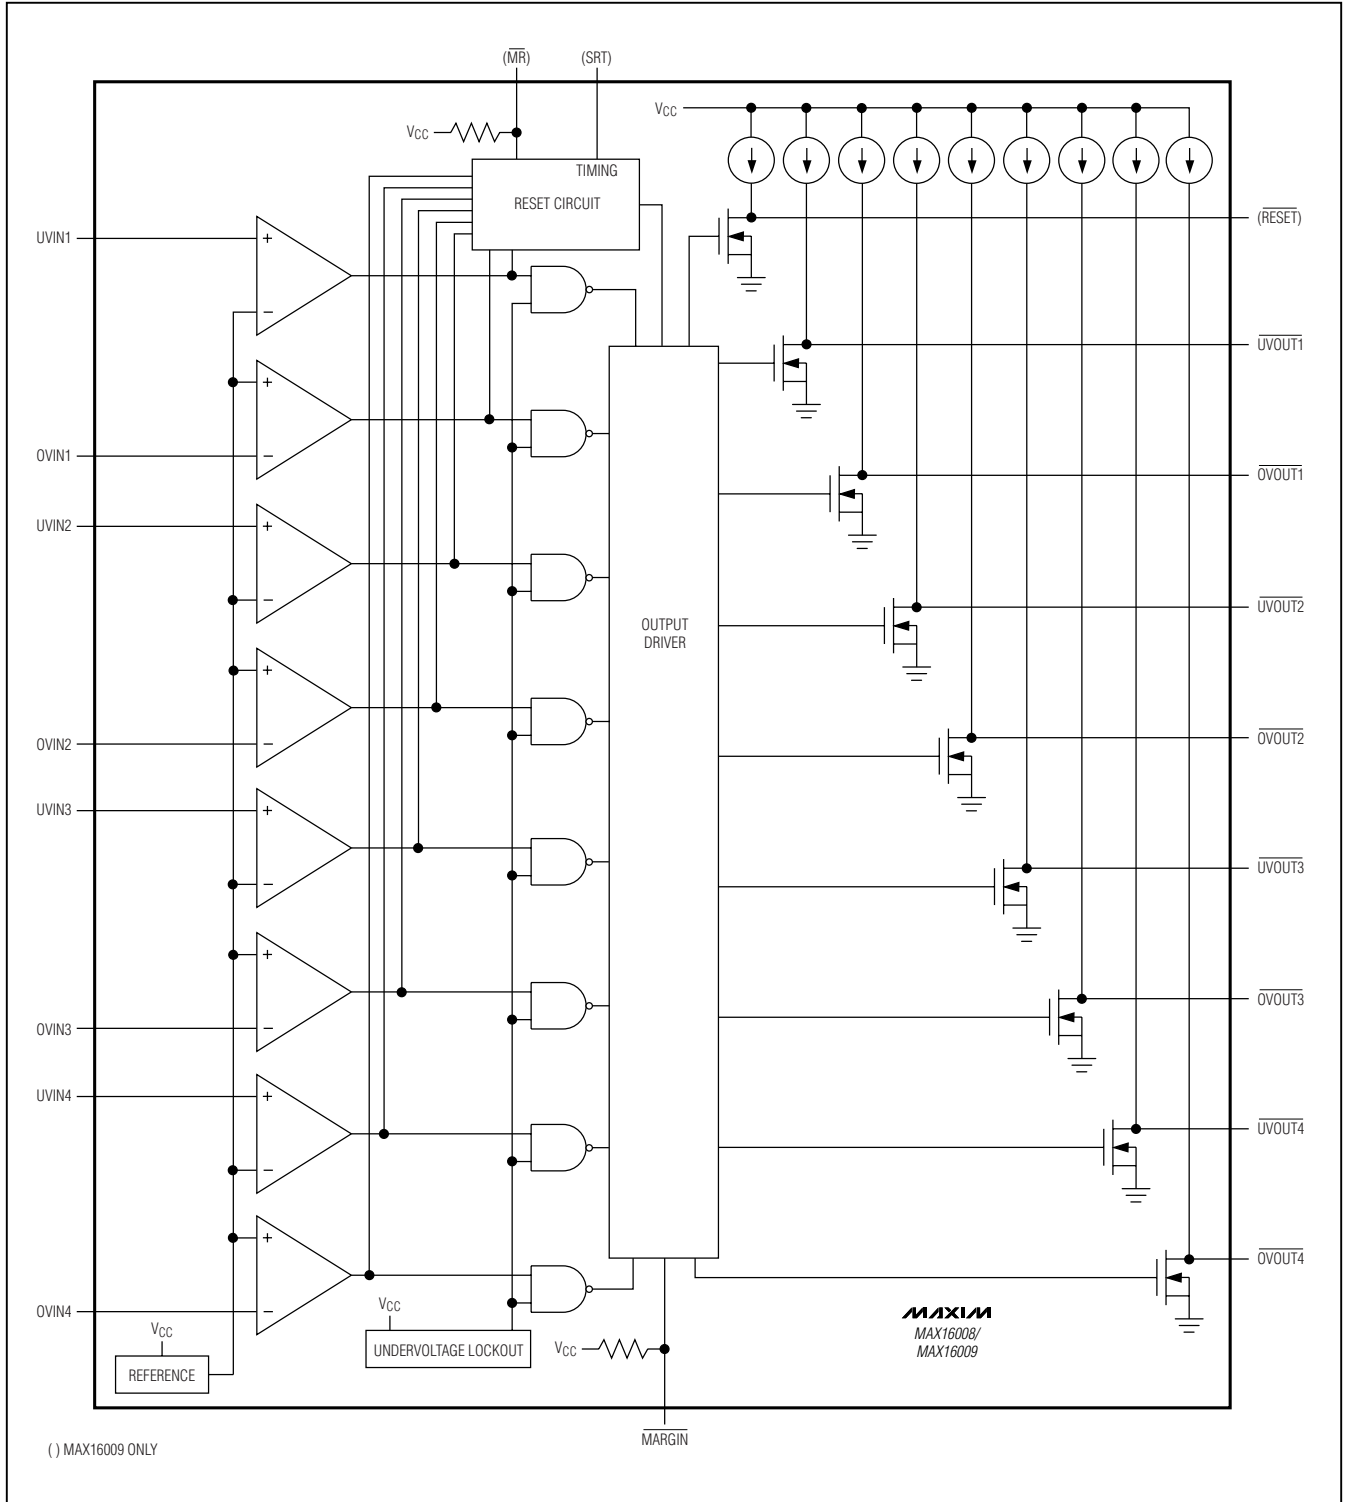 (MR) (SRT)
VCC
VCC
TIMING
RESET CIRCUIT
(RESET)
UVIN1
+
−
UVOUT1
+
−
OVIN1
OVOUT1
UVIN2
+
−
UVOUT2
OUTPUT
DRIVER
+
−
OVIN2
OVOUT2
UVIN3
+
−
UVOUT3
+
−
OVIN3
OVOUT3
UVIN4
+
−
UVOUT4
+
−
OVIN4
OVOUT4
VCC
UNDERVOLTAGE LOCKOUT
VCC
REFERENCE
VCC
MAXIM
MAX16008/
MAX16009
MARGIN
( ) MAX16009 ONLY